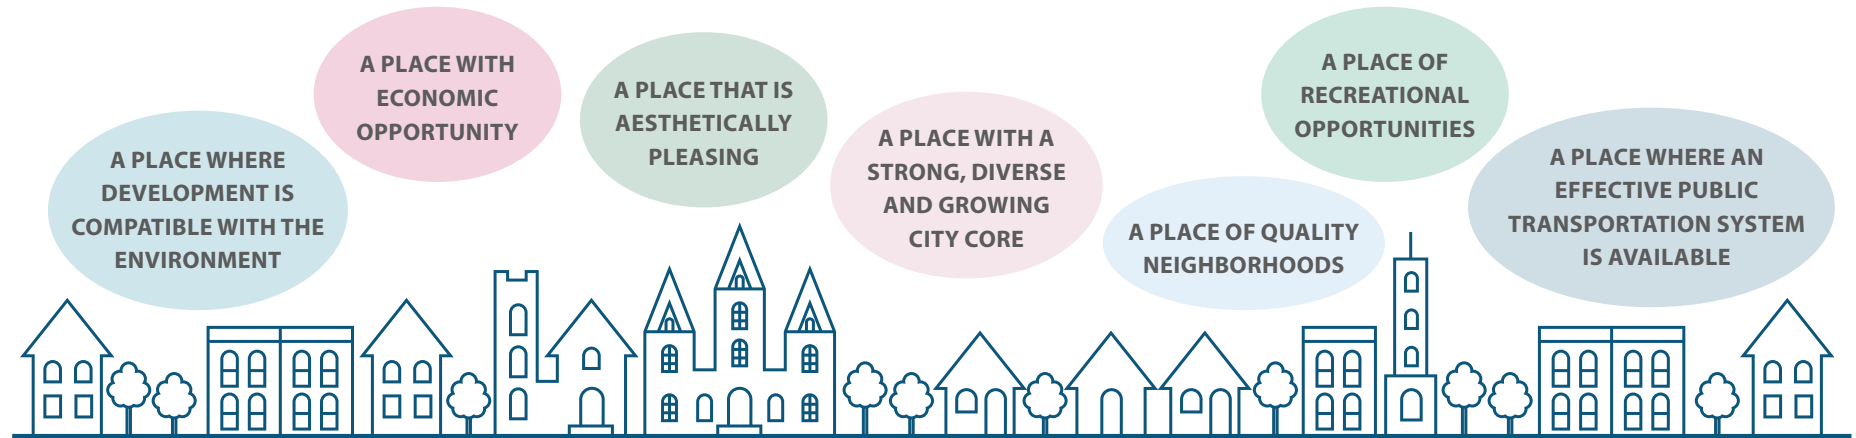 A PLACE WHERE
DEVELOPMENT IS
COMPATIBLE WITH THE
ENVIRONMENT
A PLACE WITH
ECONOMIC
OPPORTUNITY
A PLACE THAT IS
AESTHETICALLY
PLEASING
A PLACE WITH A
STRONG, DIVERSE
AND GROWING
CITY CORE
A PLACE OF QUALITY
NEIGHBORHOODS
A PLACE OF
RECREATIONAL
OPPORTUNITIES
A PLACE WHERE AN
EFFECTIVE PUBLIC
TRANSPORTATION SYSTEM
IS AVAILABLE